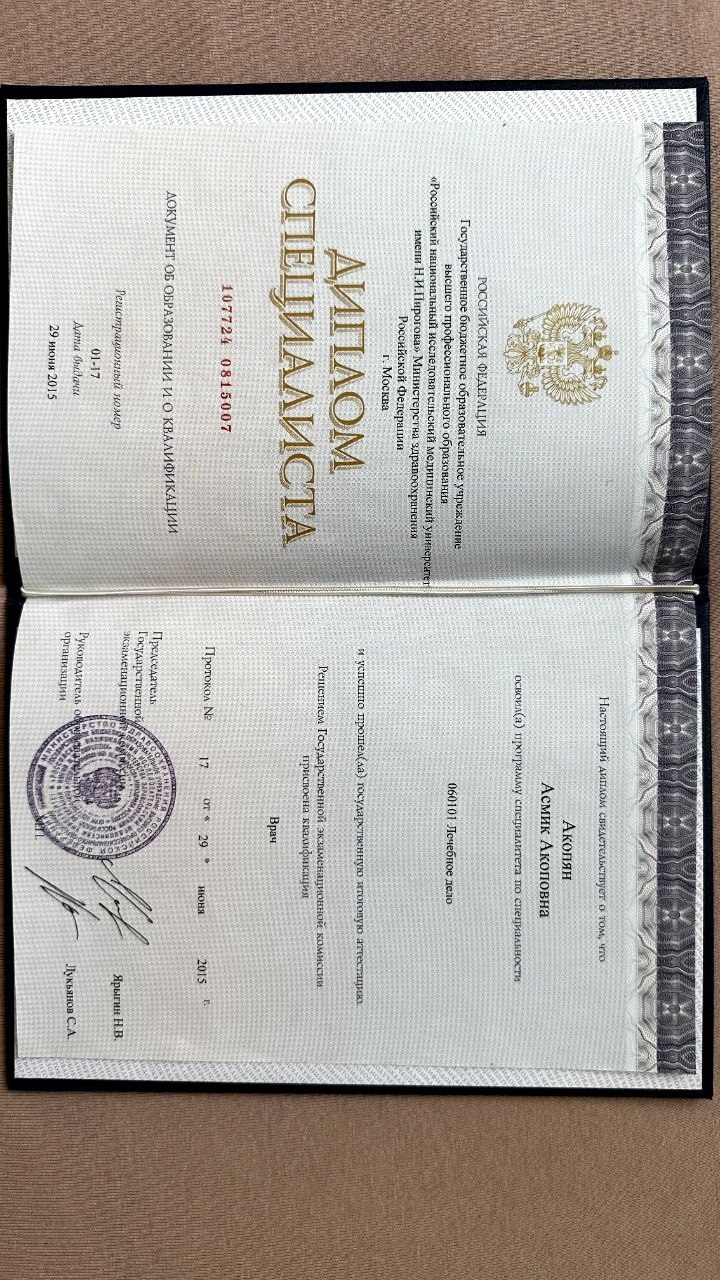 РОССИЙСКАЯ ФЕДЕРАЦИЯ
Государственное бюджетное образовательное учреждение
высшего профессионального образования
«Российский национальный исследовательский медицинский университет
имени Н.И.Пирогова» Министерства здравоохранения
Российской Федерации
г. Москва
ДИПЛОМ
СПЕЦИАЛИСТА
107724 0815007
ДОКУМЕНТ ОБ ОБРАЗОВАНИИ И О КВАЛИФИКАЦИИ
Регистрационный номер
01-17
Дата выдачи
29 июня 2015
Настоящий диплом свидетельствует о том, что
Акопян
Асмик Акоповна
освоил(а) программу специалитета по специальности
060101 Лечебное дело
и успешно прошел(ла) государственную итоговую аттестацию.
Решением Государственной экзаменационной комиссии
присвоена квалификация
Врач
Протокол № 17 от « 29 » июня 2015 г.
Председатель
Государственной
экзаменационной
Ярыгин Н.В.
Руководитель
организации
Лукьянов С.А.
М.П.